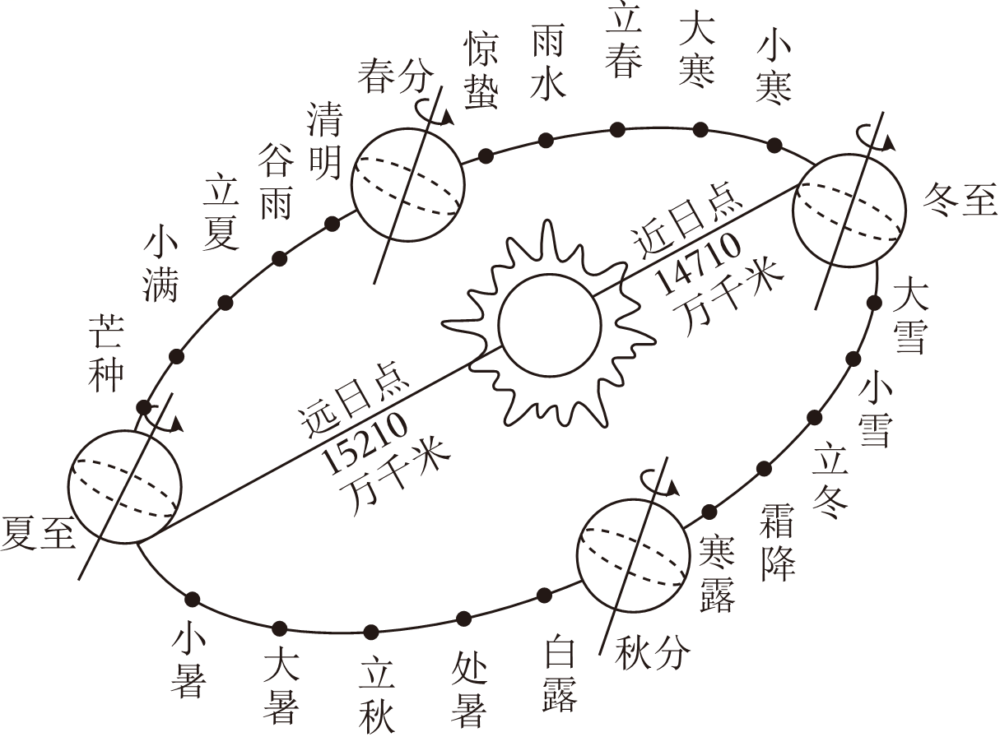 立春
大寒
小寒
雨水
惊蛰
春分
清明
谷雨
立夏
小满
芒种
夏至
冬至
近日点
14710
万千米
远日点
15210
万千米
大雪
小雪
立冬
霜降
寒露
秋分
白露
处暑
立秋
大暑
小暑